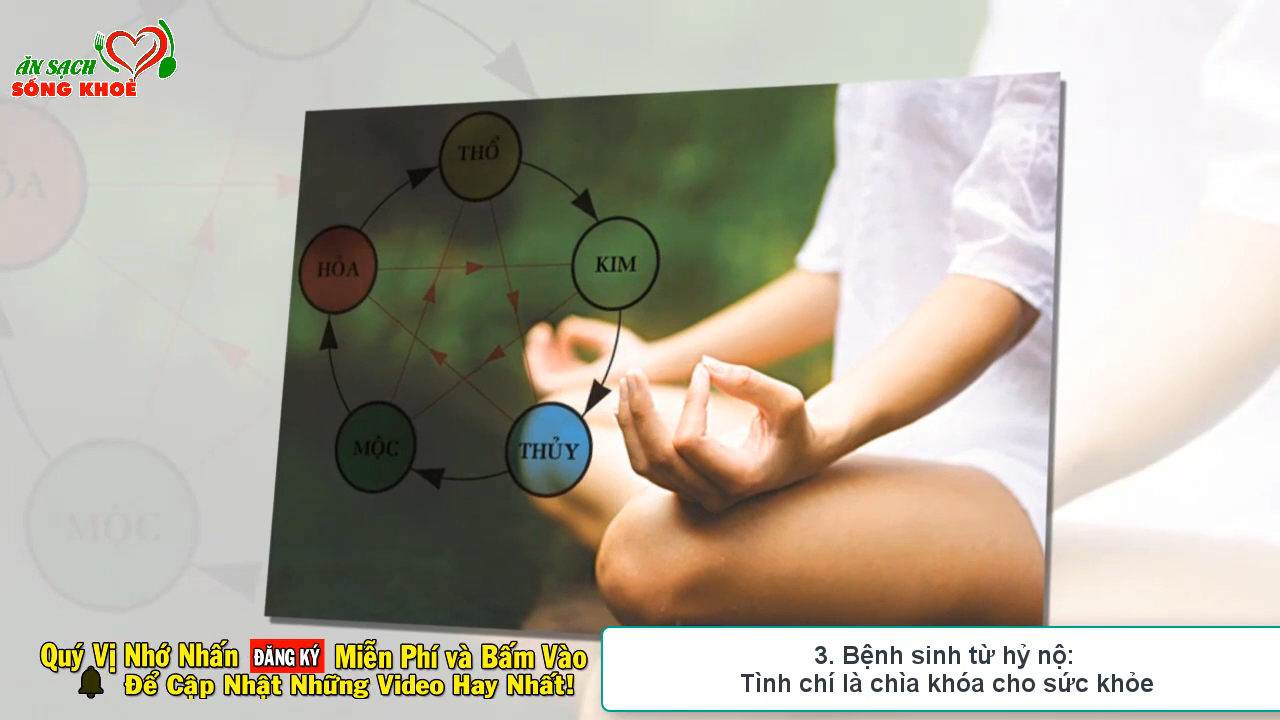 ĂN SẠCH
SỐNG KHOẺ
THỔ
HỎA
KIM
MỘC
THỦY
MỘC
Quý Vị Nhớ Nhấn ĐĂNG KÝ Miễn Phí và Bấm Vào
Để Cập Nhật Những Video Hay Nhất!
3. Bệnh sinh từ hỷ nộ:
Tình chí là chìa khóa cho sức khỏe